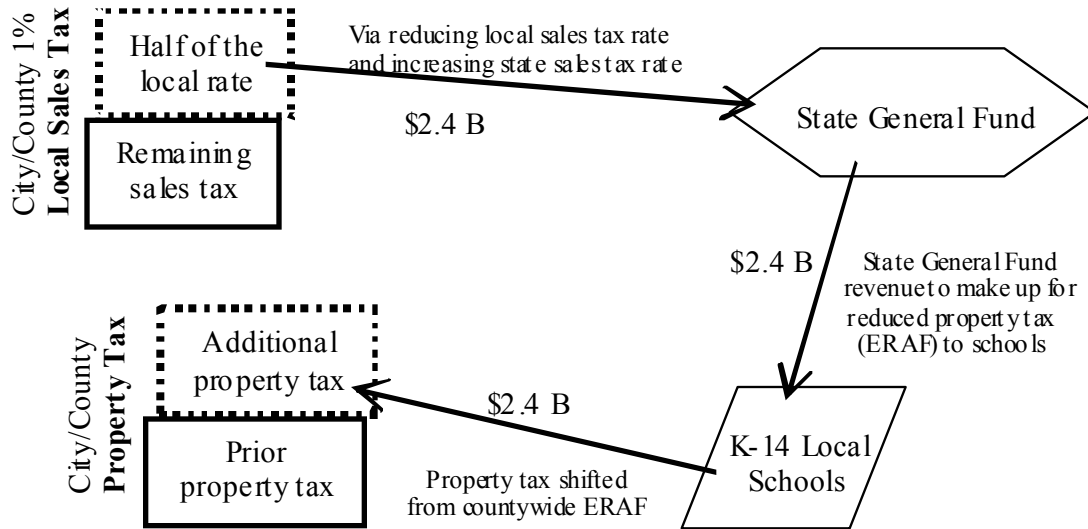 City/County 1%
Local Sales Tax
Half of the
local rate
Remaining
sales tax
Via reducing local sales tax rate
and increasing state sales tax rate
$2.4 B
State General Fund
$2.4 B
State General Fund
revenue to make up for
reduced property tax
(ERAF) to schools
City/County
Property Tax
Additional
property tax
Prior
property tax
$2.4 B
Property tax shifted
from countywide ERAF
K-14 Local
Schools